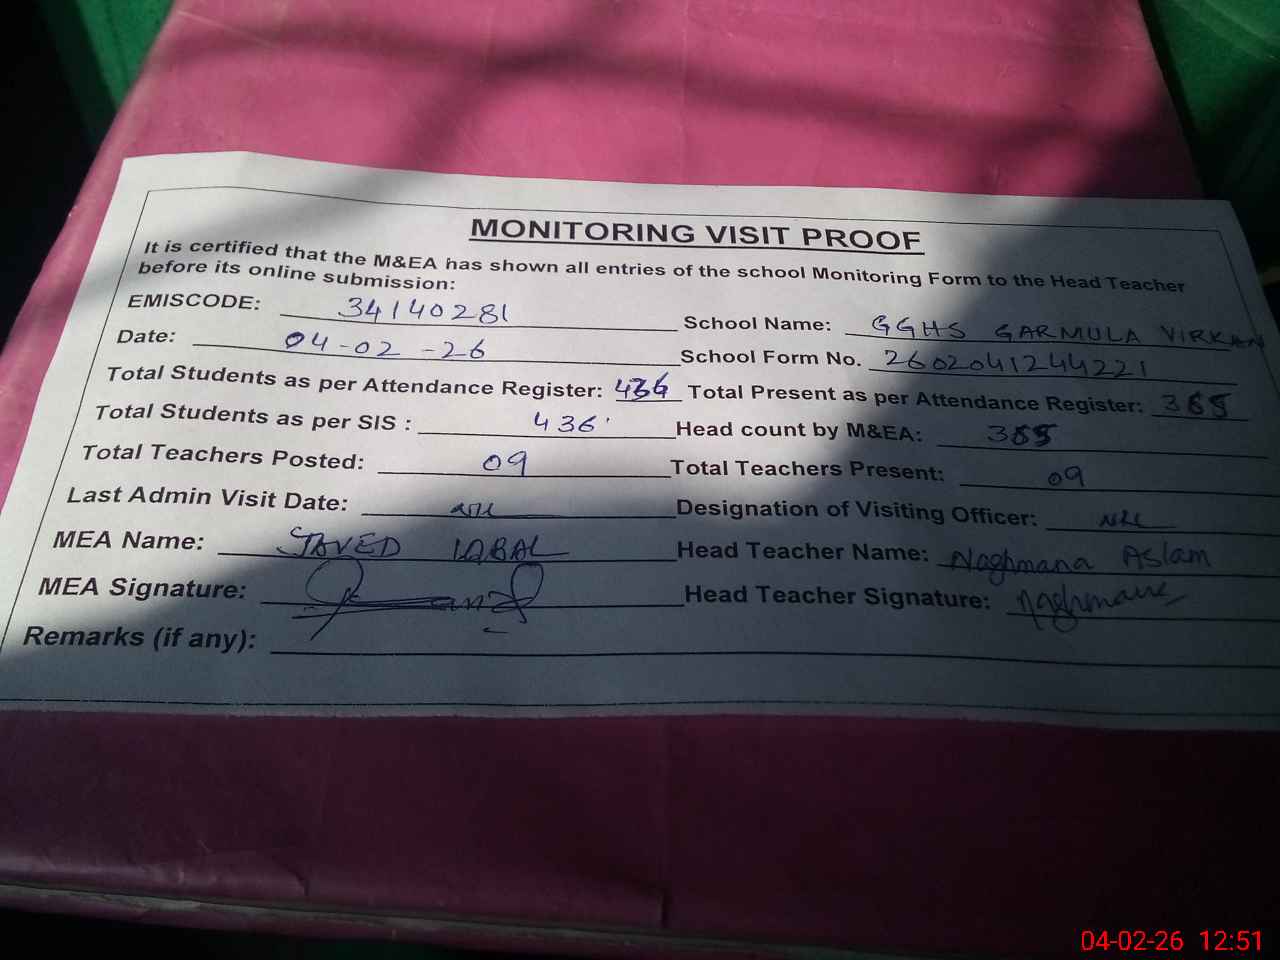 MONITORING VISIT PROOF
It is certified that the M&EA has shown all entries of the school Monitoring Form to the Head Teacher
before its online submission:
EMISCODE: 34140281 School Name: GGHS GARMULA VIRKAN
Date: 04-02-26 School Form No. 2602041244221
Total Students as per Attendance Register: 436 Total Present as per Attendance Register:
Total Students as per SIS : 436 Head count by M&EA:
Total Teachers Posted: 09 Total Teachers Present: 09
Last Admin Visit Date: Designation of Visiting Officer:
MEA Name: JAVED IQBAL Head Teacher Name: Naghmana Aslam
MEA Signature: Head Teacher Signature:
Remarks (if any):
04-02-26 12:51